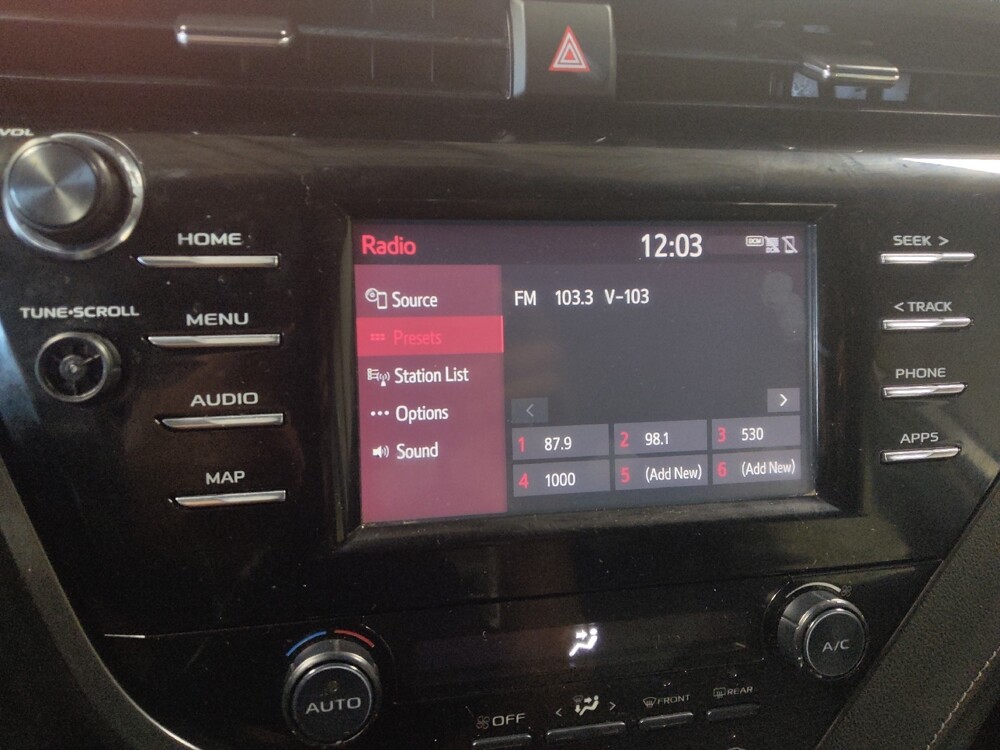 VOL
HOME
TUNE•SCROLL
MENU
AUDIO
MAP
Radio
12:03
DCM
Source
FM 103.3 V-103
Presets
Station List
Options
Sound
<
>
1 87.9 2 98.1 3 530
4 1000 5 (Add New) 6 (Add New)
SEEK >
< TRACK
PHONE
APPS
AUTO
A/C
OFF
< >
FRONT
REAR